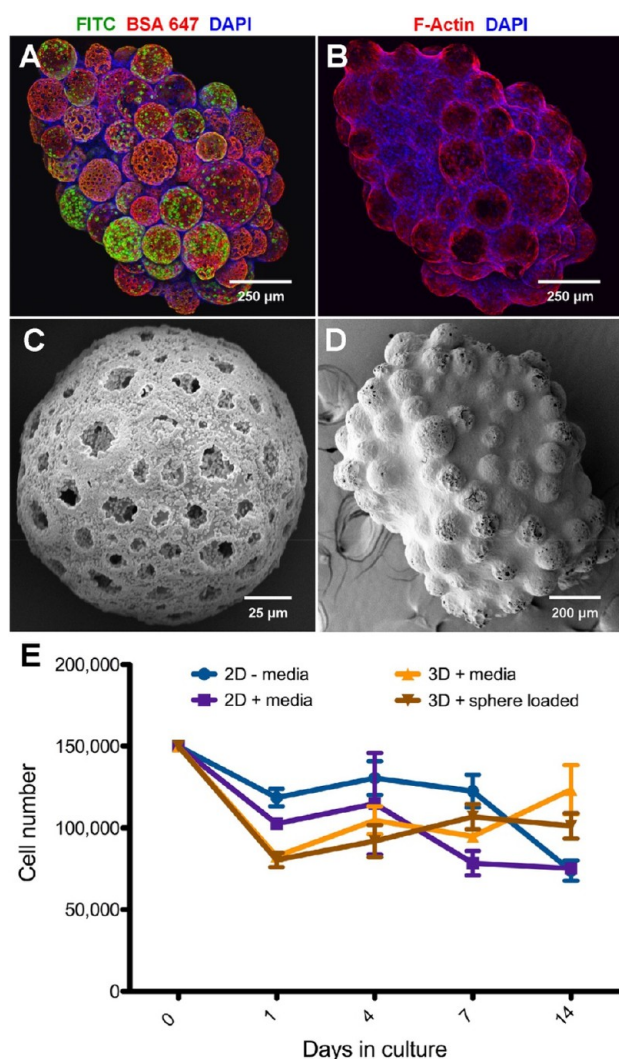 FITC BSA 647 DAPI
F-Actin DAPI
A
B
250 µm
250 µm
C
D
25 µm
200 µm
E
200,000
150,000
100,000
50,000
0
Cell number
2D - media
2D + media
3D + media
3D + sphere loaded
0
1
4
7
14
Days in culture